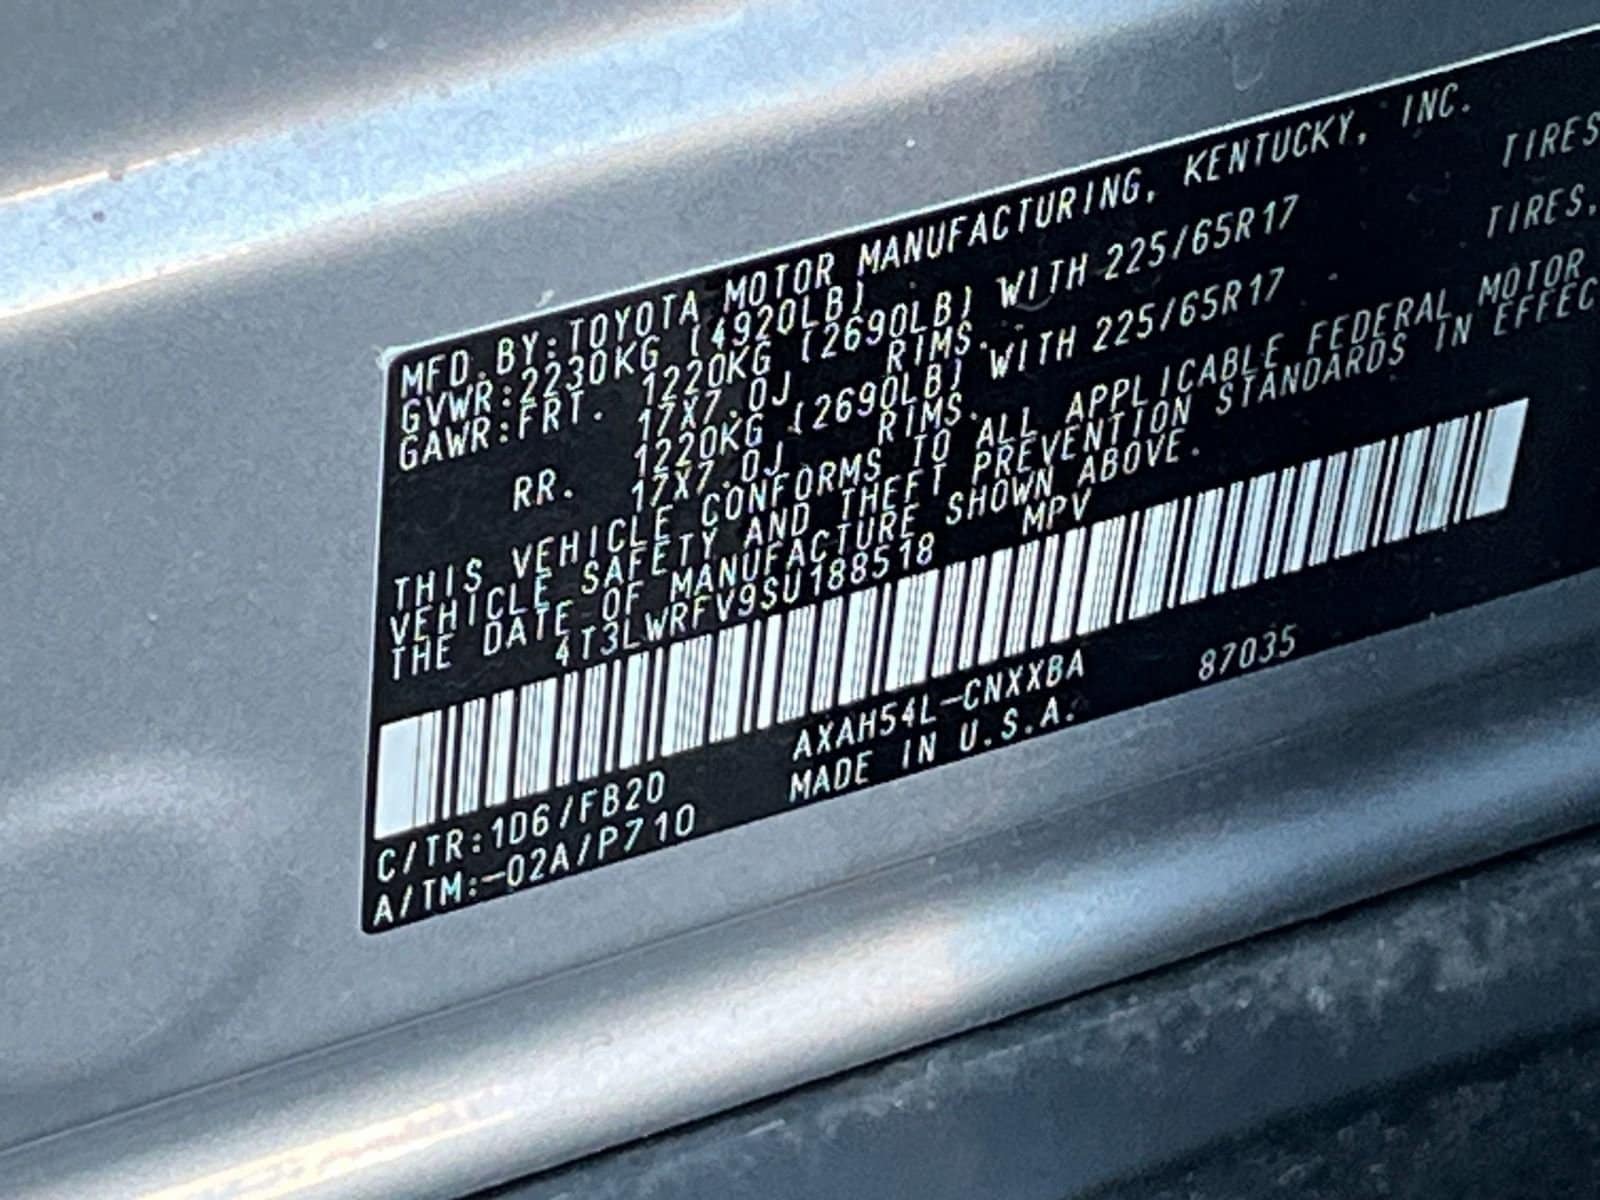 MFD.BY:TOYOTA MOTOR MANUFACTURING, KENTUCKY, INC.
GVWR:2230KG (4920LB)
GAWR:FRT. 1220KG (2690LB) WITH 225/65R17 TIRES
17X7.0J RIMS.
RR. 1220KG (2690LB) WITH 225/65R17 TIRES,
17X7.0J RIMS.
THIS VEHICLE CONFORMS TO ALL APPLICABLE FEDERAL MOTOR
VEHICLE SAFETY AND THEFT PREVENTION STANDARDS IN EFFEC
THE DATE OF MANUFACTURE SHOWN ABOVE.
4T3LWRFV9SU188518 MPV
C/TR:1D6/FB20 AXAH54L-CNXXBA 87035
A/TM:-02A/P710 MADE IN U.S.A.